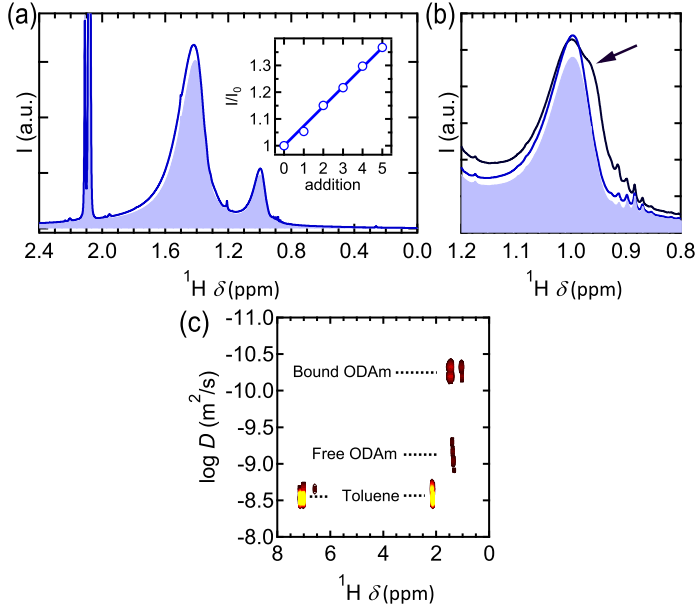 (a)
I (a.u.)
2.4 2.0 1.6 1.2 0.8 0.4 0.0
¹H δ (ppm)
I/I₀
1.3
1.2
1.1
1
0 1 2 3 4 5
addition
(b)
I (a.u.)
1.2 1.1 1.0 0.9 0.8
¹H δ (ppm)
(c)
log D (m²/s)
-11.0
-10.5
-10.0
-9.5
-9.0
-8.5
-8.0
Bound ODAm
Free ODAm
Toluene
8 6 4 2 0
¹H δ (ppm)